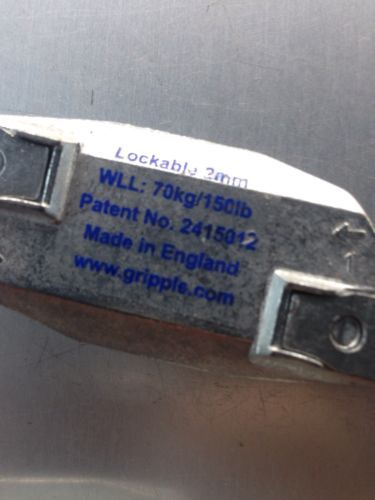 Lockable 2mm
WLL: 70kg/150lb
Patent No. 2415012
Made in England
www.gripple.com